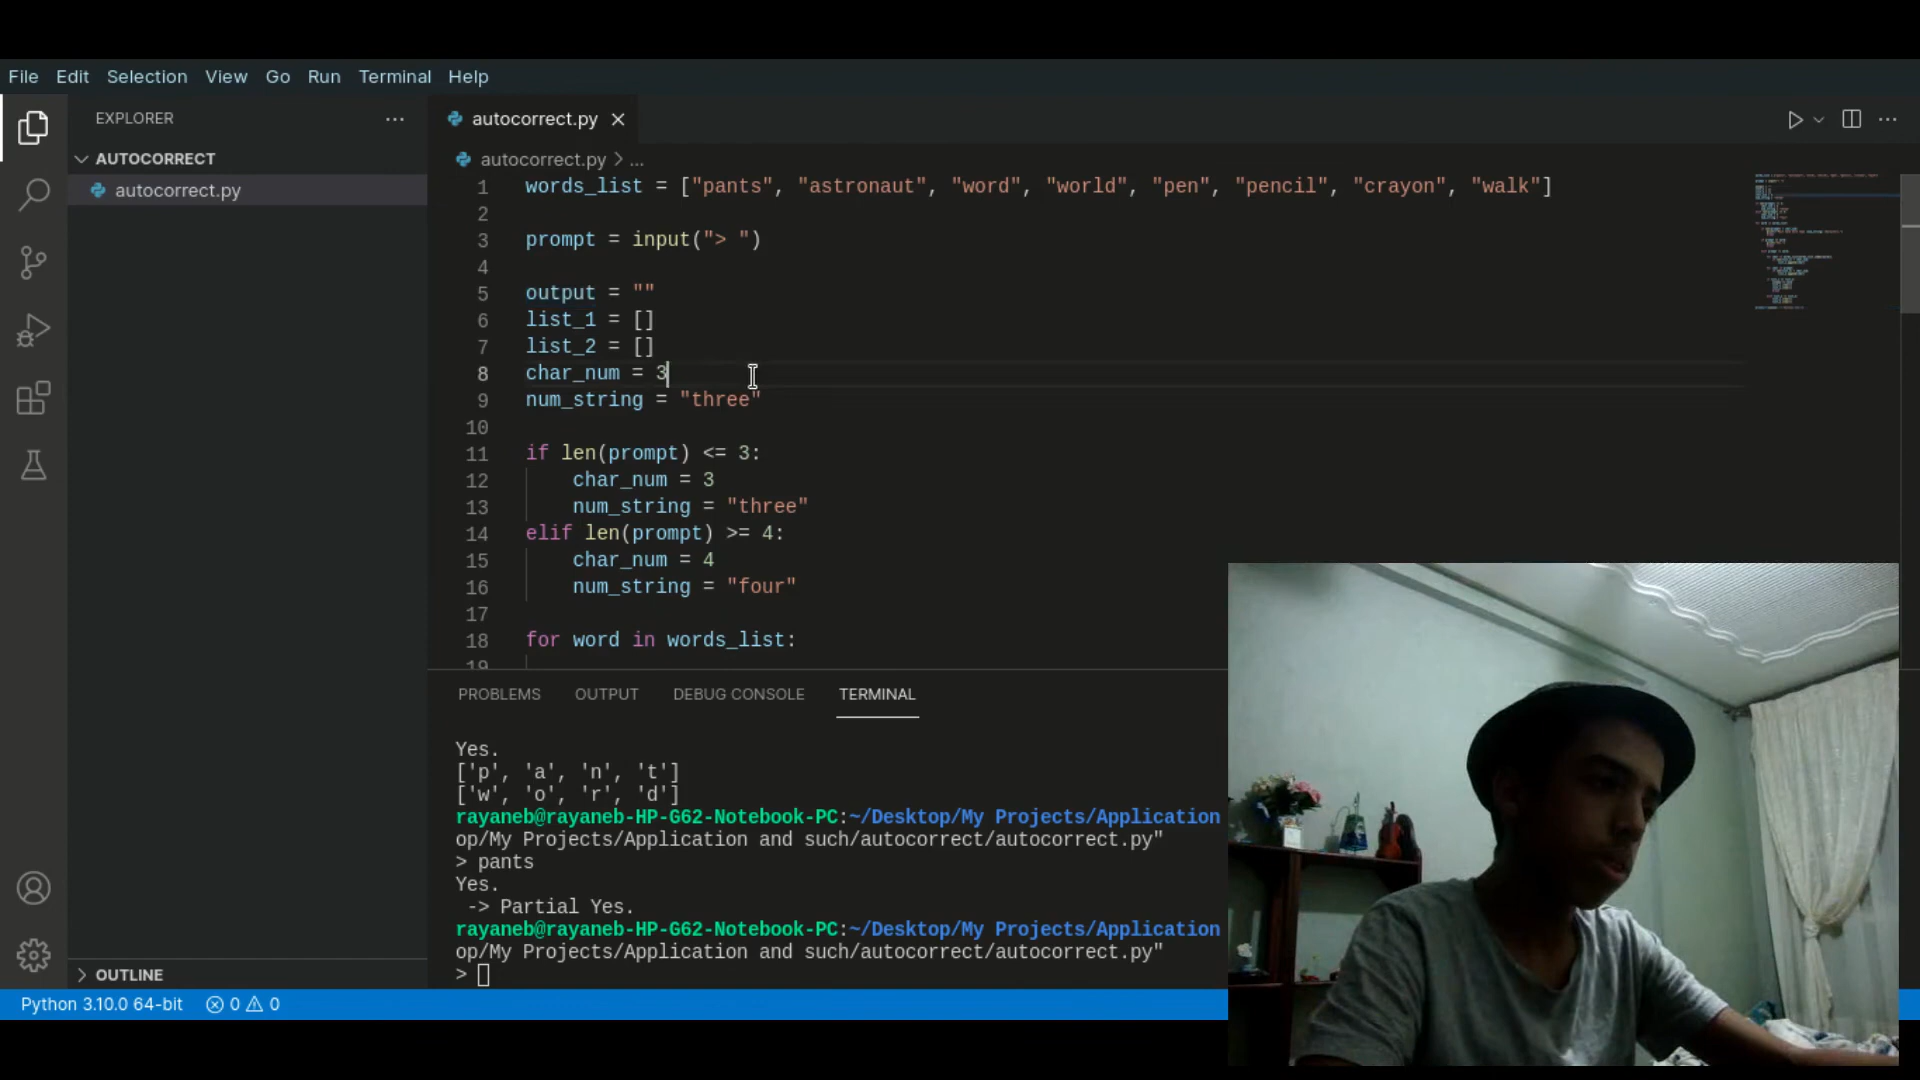 File Edit Selection View Go Run Terminal Help
EXPLORER ...
autocorrect.py
AUTOCORRECT
autocorrect.py > ...
autocorrect.py
1 words_list = ["pants", "astronaut", "word", "world", "pen", "pencil", "crayon", "walk"]
2
3 prompt = input("> ")
4
5 output = ""
6 list_1 = []
7 list_2 = []
8 char_num = 3
9 num_string = "three"
10
11 if len(prompt) <= 3:
12 char_num = 3
13 num_string = "three"
14 elif len(prompt) >= 4:
15 char_num = 4
16 num_string = "four"
17
18 for word in words_list:
19
PROBLEMS OUTPUT DEBUG CONSOLE TERMINAL
Yes.
['p', 'a', 'n', 't']
['w', 'o', 'r', 'd']
rayaneb@rayaneb-HP-G62-Notebook-PC:~/Desktop/My Projects/Application
op/My Projects/Application and such/autocorrect/autocorrect.py"
> pants
Yes.
-> Partial Yes.
rayaneb@rayaneb-HP-G62-Notebook-PC:~/Desktop/My Projects/Application
op/My Projects/Application and such/autocorrect/autocorrect.py"
>
OUTLINE
Python 3.10.0 64-bit 0 0